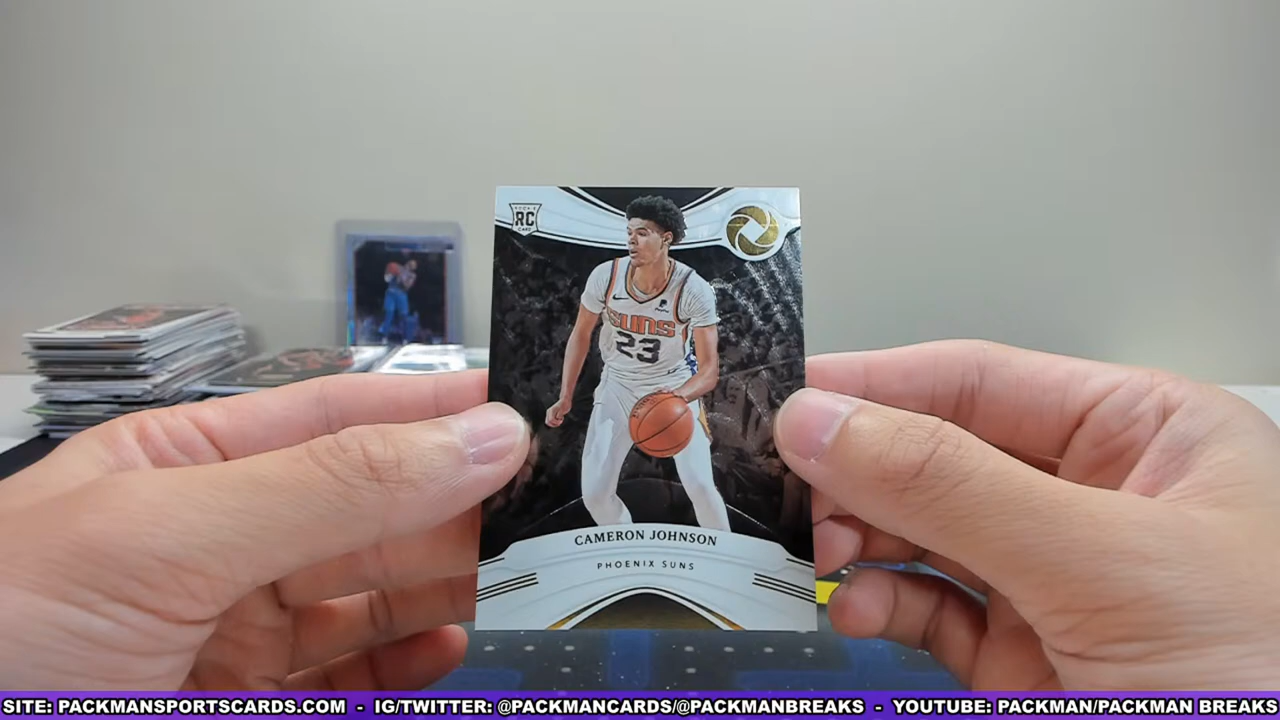 ROOKIE
RC
CARD
PayPal
SUNS
23
CAMERON JOHNSON
PHOENIX SUNS
SITE: PACKMANSPORTSCARDS.COM - IG/TWITTER: @PACKMANCARDS/@PACKMANBREAKS - YOUTUBE: PACKMAN/PACKMAN BREAKS